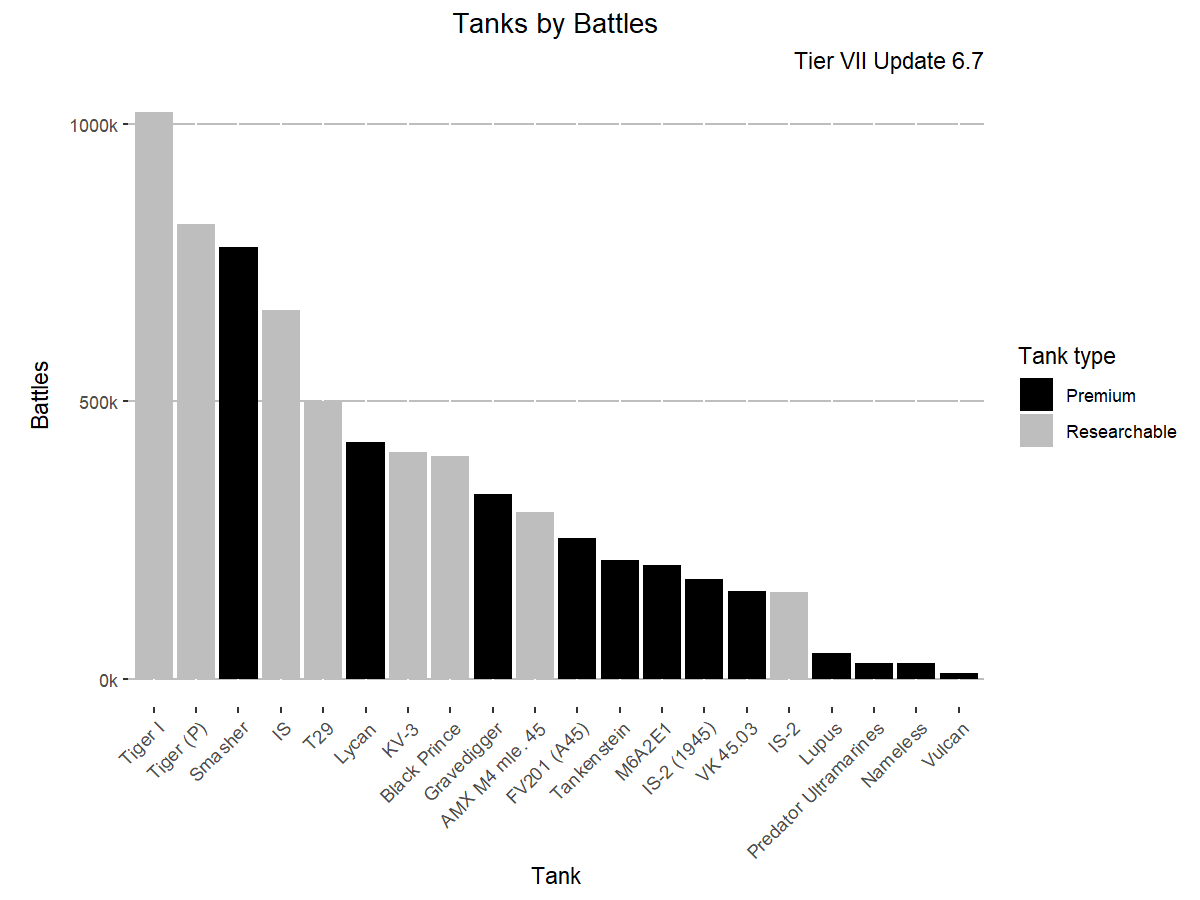 Tanks by Battles
Tier VII Update 6.7
1000k
500k
0k
Battles
Tiger I
Tiger (P)
Smasher
IS
T29
Lycan
KV-3
Black Prince
Gravedigger
AMX M4 mle. 45
FV201 (A45)
Tankenstein
M6A2E1
IS-2 (1945)
VK 45.03
IS-2
Lupus
Predator Ultramarines
Nameless
Vulcan
Tank
Tank type
Premium
Researchable